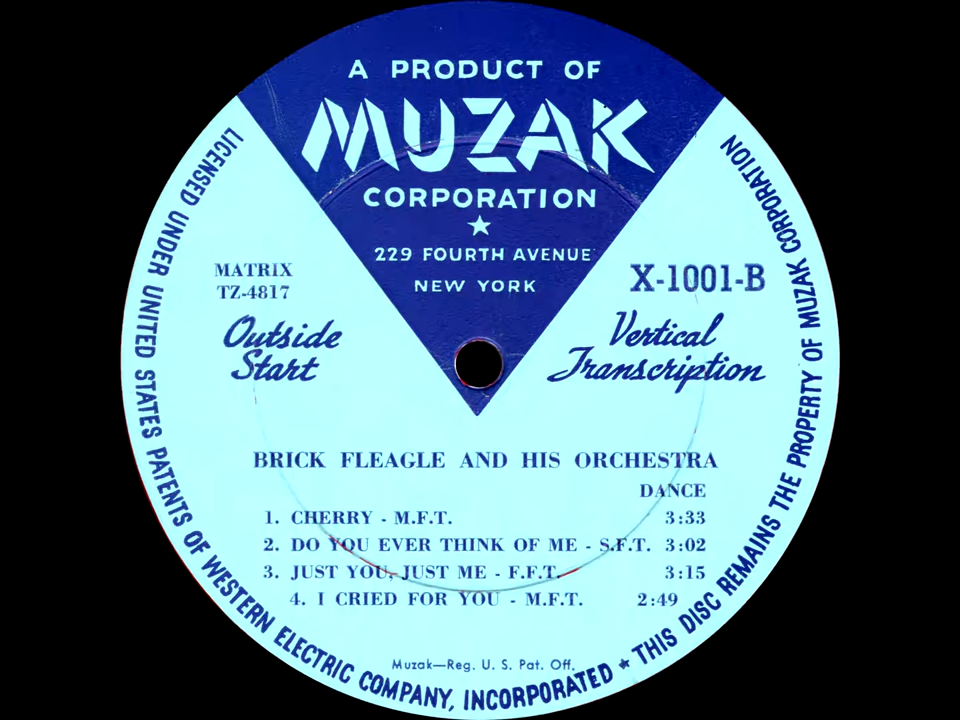 A PRODUCT OF
MUZAK
CORPORATION
229 FOURTH AVENUE
NEW YORK
MATRIX
TZ-4817
Outside
Start
X-1001-B
Vertical
Transcription
BRICK FLEAGLE AND HIS ORCHESTRA
DANCE
1. CHERRY - M.F.T. 3:33
2. DO YOU EVER THINK OF ME - S.F.T. 3:02
3. JUST YOU, JUST ME - F.F.T. 3:15
4. I CRIED FOR YOU - M.F.T. 2:49
Muzak—Reg. U. S. Pat. Off.
LICENSED UNDER UNITED STATES PATENTS OF WESTERN ELECTRIC COMPANY, INCORPORATED ★ THIS DISC REMAINS THE PROPERTY OF MUZAK CORPORATION